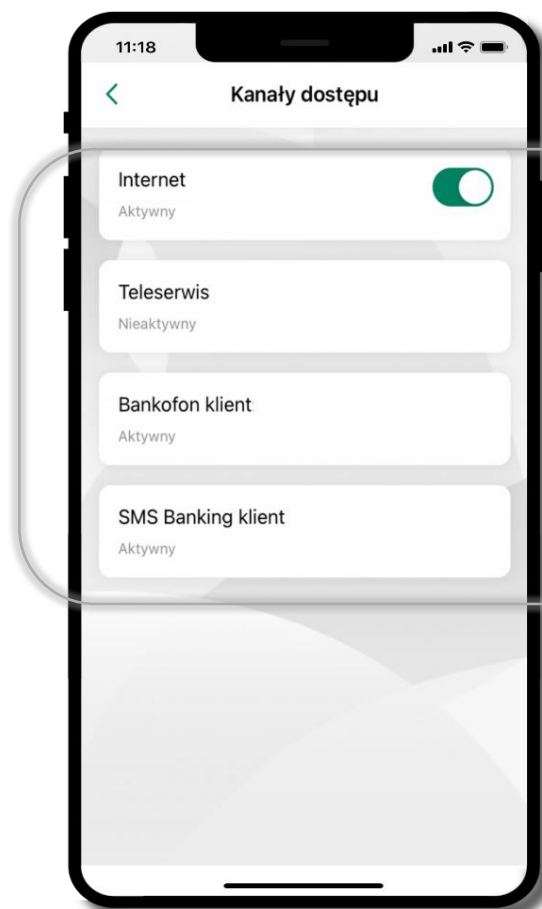 11:18
Kanały dostępu
Internet
Aktywny
Teleserwis
Nieaktywny
Bankofon klient
Aktywny
SMS Banking klient
Aktywny